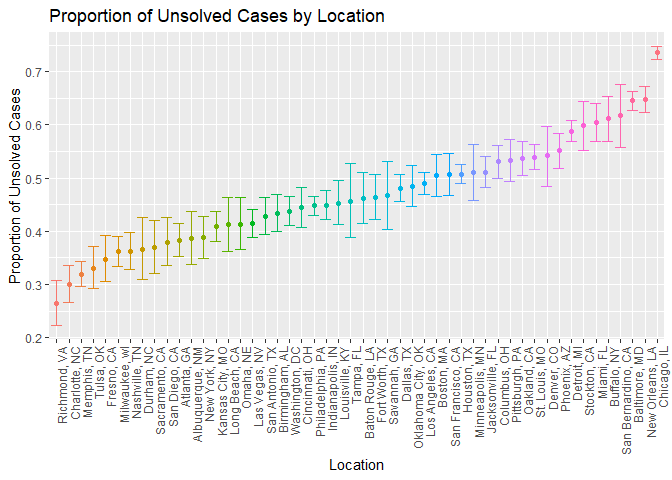 Proportion of Unsolved Cases by Location
Proportion of Unsolved Cases
0.7
0.6
0.5
0.4
0.3
0.2
Richmond, VA
Charlotte, NC
Memphis, TN
Tulsa, OK
Fresno, CA
Milwaukee, wI
Nashville, TN
Durham, NC
Sacramento, CA
San Diego, CA
Atlanta, GA
Albuquerque, NM
New York, NY
Kansas City, MO
Long Beach, CA
Omaha, NE
Las Vegas, NV
San Antonio, TX
Birmingham, AL
Washington, DC
Cincinnati, OH
Philadelphia, PA
Indianapolis, IN
Louisville, KY
Tampa, FL
Baton Rouge, LA
Fort Worth, TX
Savannah, GA
Dallas, TX
Oklahoma City, OK
Los Angeles, CA
Boston, MA
San Francisco, CA
Houston, TX
Minneapolis, MN
Jacksonville, FL
Columbus, OH
Pittsburgh, PA
Oakland, CA
St. Louis, MO
Denver, CO
Phoenix, AZ
Detroit, MI
Stockton, CA
Miami, FL
Buffalo, NY
San Bernardino, CA
Baltimore, MD
New Orleans, LA
Chicago, IL
Location